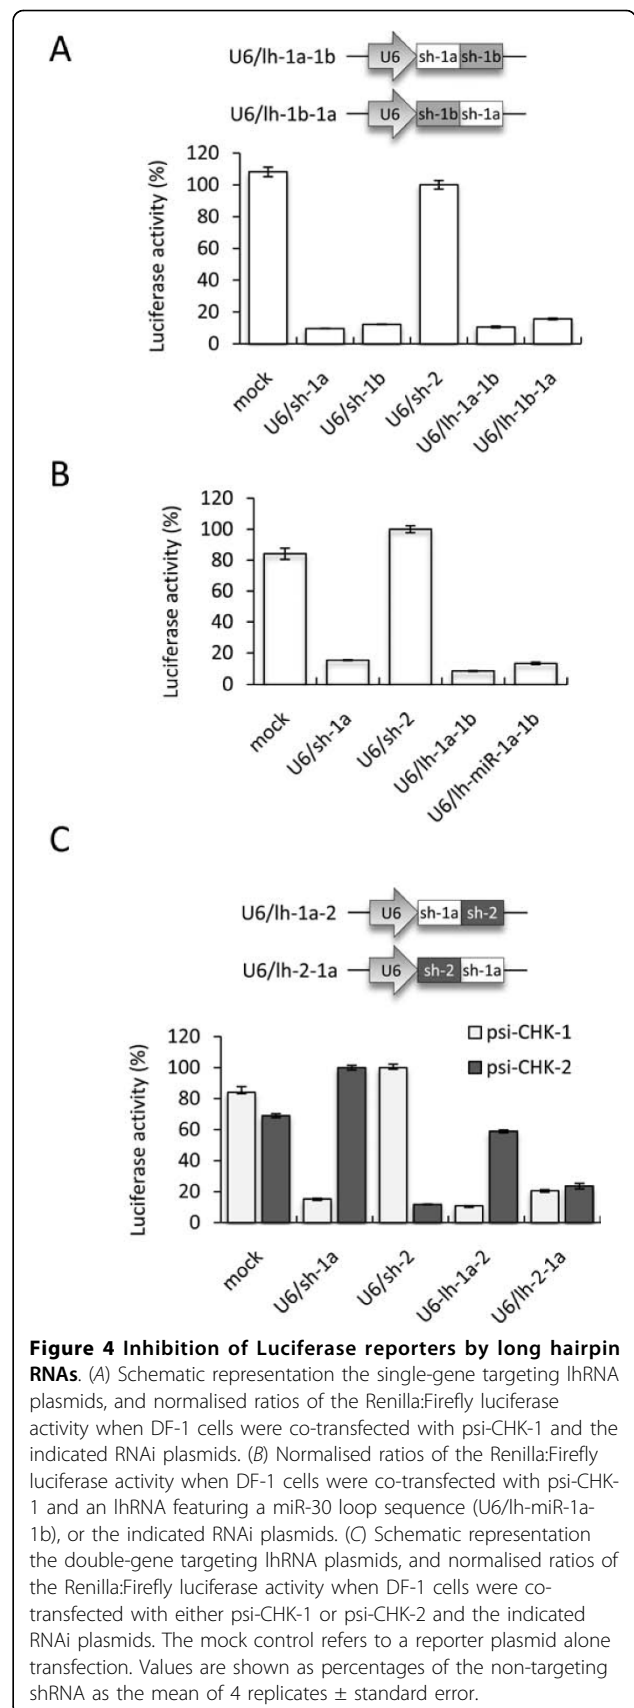 A
U6/lh-1a-1b
U6
sh-1a
sh-1b
U6/lh-1b-1a
U6
sh-1b
sh-1a
Luciferase activity (%)
120
100
80
60
40
20
0
mock
U6/sh-1a
U6/sh-1b
U6/sh-2
U6/lh-1a-1b
U6/lh-1b-1a
B
Luciferase activity (%)
120
100
80
60
40
20
0
mock
U6/sh-1a
U6/sh-2
U6/lh-1a-1b
U6/lh-miR-1a-1b
C
U6/lh-1a-2
U6
sh-1a
sh-2
U6/lh-2-1a
U6
sh-2
sh-1a
Luciferase activity (%)
120
100
80
60
40
20
0
psi-CHK-1
psi-CHK-2
mock
U6/sh-1a
U6/sh-2
U6-lh-1a-2
U6/lh-2-1a
Figure 4 Inhibition of Luciferase reporters by long hairpin
RNAs. (A) Schematic representation the single-gene targeting lhRNA
plasmids, and normalised ratios of the Renilla:Firefly luciferase
activity when DF-1 cells were co-transfected with psi-CHK-1 and the
indicated RNAi plasmids. (B) Normalised ratios of the Renilla:Firefly
luciferase activity when DF-1 cells were co-transfected with psi-CHK-
1 and an lhRNA featuring a miR-30 loop sequence (U6/lh-miR-1a-
1b), or the indicated RNAi plasmids. (C) Schematic representation
the double-gene targeting lhRNA plasmids, and normalised ratios of
the Renilla:Firefly luciferase activity when DF-1 cells were co-
transfected with either psi-CHK-1 or psi-CHK-2 and the indicated
RNAi plasmids. The mock control refers to a reporter plasmid alone
transfection. Values are shown as percentages of the non-targeting
shRNA as the mean of 4 replicates ± standard error.